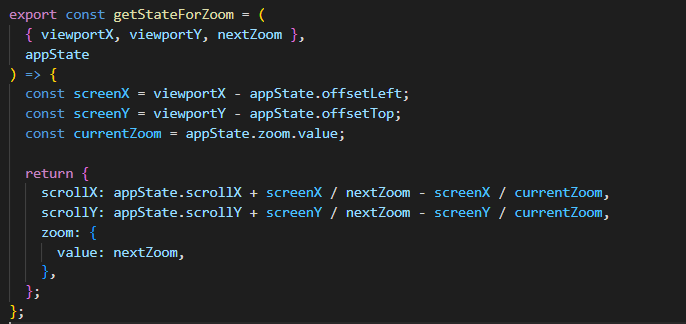 export const getStateForZoom = (
  { viewportX, viewportY, nextZoom },
  appState
) => {
  const screenX = viewportX - appState.offsetLeft;
  const screenY = viewportY - appState.offsetTop;
  const currentZoom = appState.zoom.value;

  return {
    scrollX: appState.scrollX + screenX / nextZoom - screenX / currentZoom,
    scrollY: appState.scrollY + screenY / nextZoom - screenY / currentZoom,
    zoom: {
      value: nextZoom,
    },
  };
};